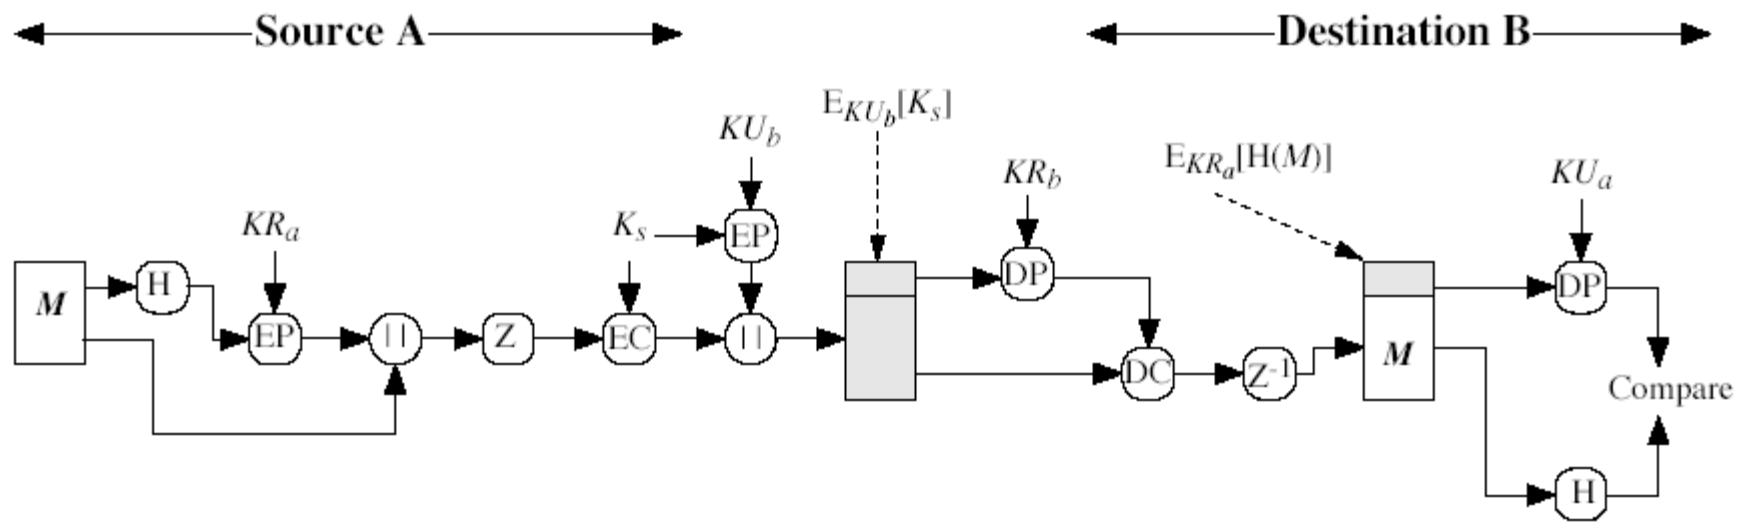 Source A
Destination B
E_{KU_b}[K_s]
KU_b
KR_b
E_{KR_a}[H(M)]
KU_a
KR_a
K_s
EP
M
H
EP
||
Z
EC
||
DP
DC
Z^{-1}
M
DP
Compare
H